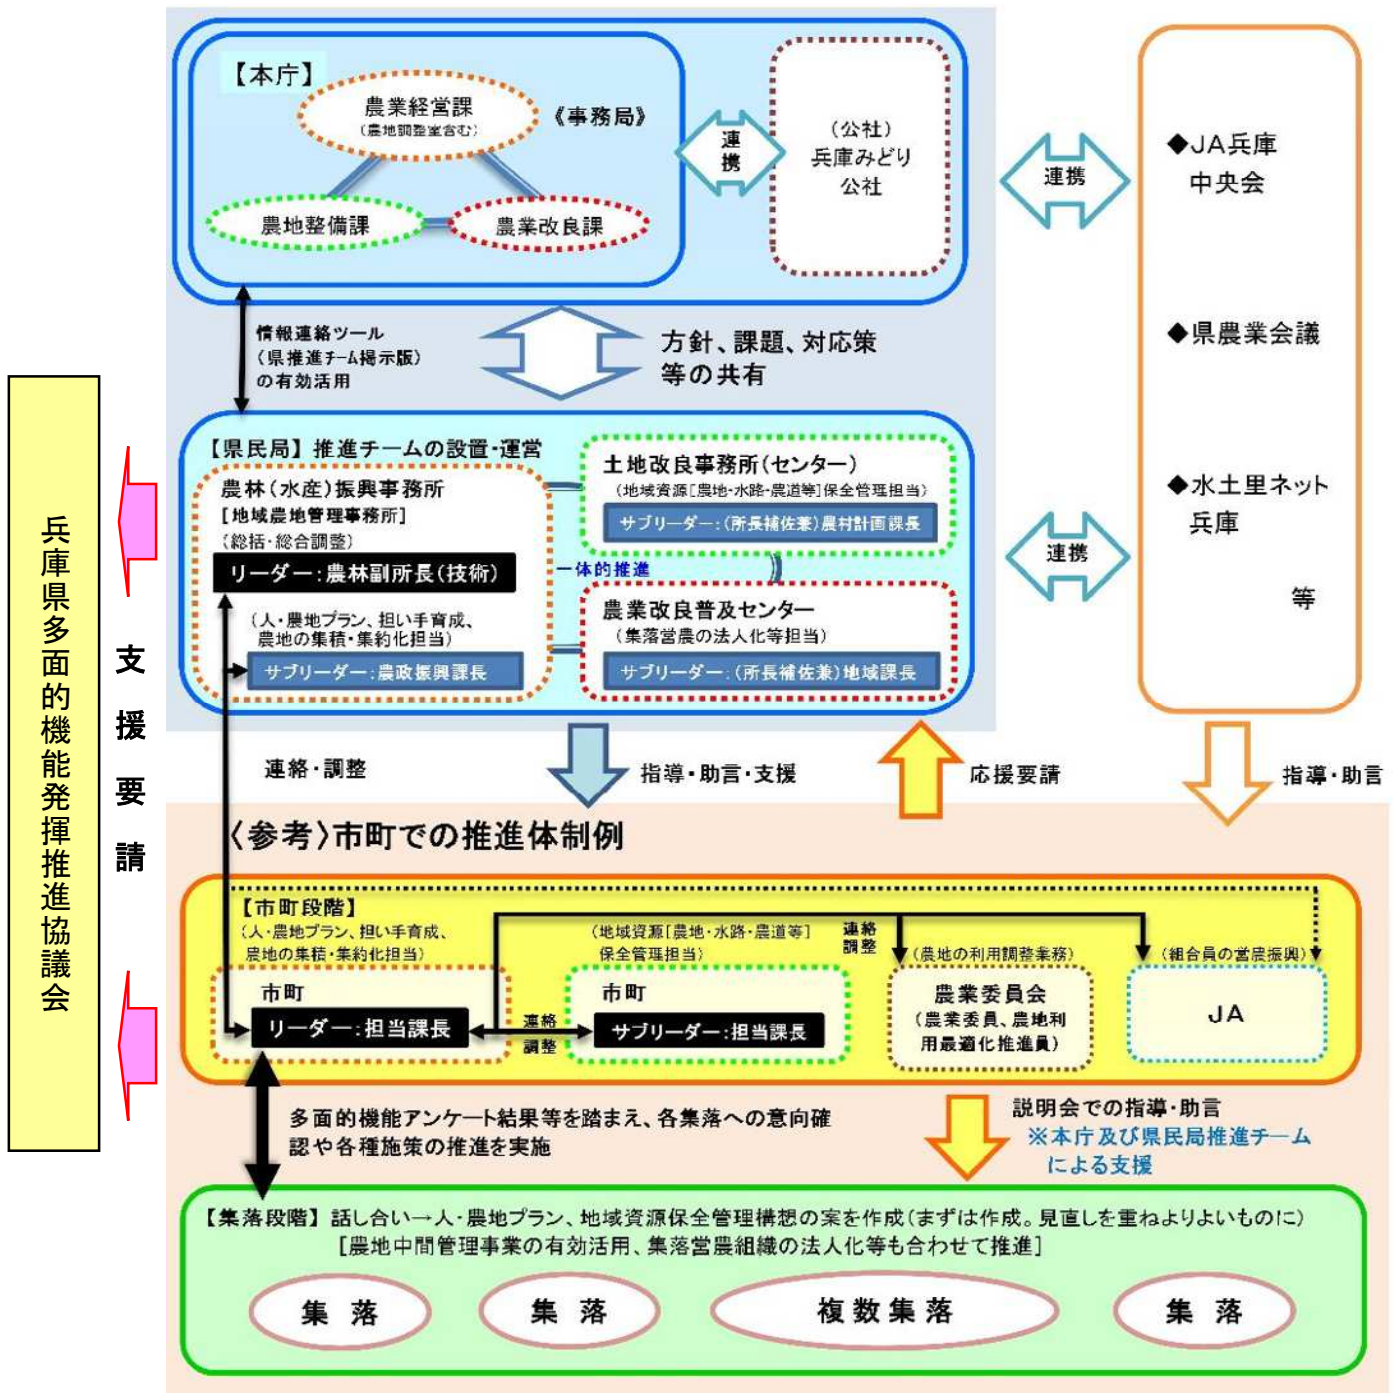 【本庁】
農業経営課
(農地調整室含む)
《事務局》
農地整備課
農業改良課
連
携
(公社)
兵庫みどり
公社
連携
◆JA兵庫
中央会
◆県農業会議
◆水土里ネット
兵庫
等
情報連絡ツール
(県推進チーム掲示版)
の有効活用
方針、課題、対応策
等の共有
【県民局】推進チームの設置・運営
農林(水産)振興事務所
[地域農地管理事務所]
(総括・総合調整)
リーダー:農林副所長(技術)
(人・農地プラン、担い手育成、
農地の集積・集約化担当)
サブリーダー:農政振興課長
土地改良事務所(センター)
(地域資源[農地・水路・農道等]保全管理担当)
サブリーダー:(所長補佐兼)農村計画課長
一体的推進
農業改良普及センター
(集落営農の法人化等担当)
サブリーダー:(所長補佐兼)地域課長
連携
兵庫県多面的機能発揮推進協議会
支援要請
連絡・調整
指導・助言・支援
応援要請
指導・助言
〈参考〉市町での推進体制例
【市町段階】
(人・農地プラン、担い手育成、
農地の集積・集約化担当)
市町
リーダー:担当課長
連絡
調整
(地域資源[農地・水路・農道等]
保全管理担当)
市町
サブリーダー:担当課長
連絡
調整
(農地の利用調整業務)
農業委員会
(農業委員、農地利
用最適化推進員)
(組合員の営農振興)
JA
多面的機能アンケート結果等を踏まえ、各集落への意向確
認や各種施策の推進を実施
説明会での指導・助言
※本庁及び県民局推進チーム
による支援
【集落段階】話し合い→人・農地プラン、地域資源保全管理構想の案を作成(まずは作成。見直しを重ねよりよいものに)
[農地中間管理事業の有効活用、集落営農組織の法人化等も合わせて推進]
集 落
集 落
複数集落
集 落